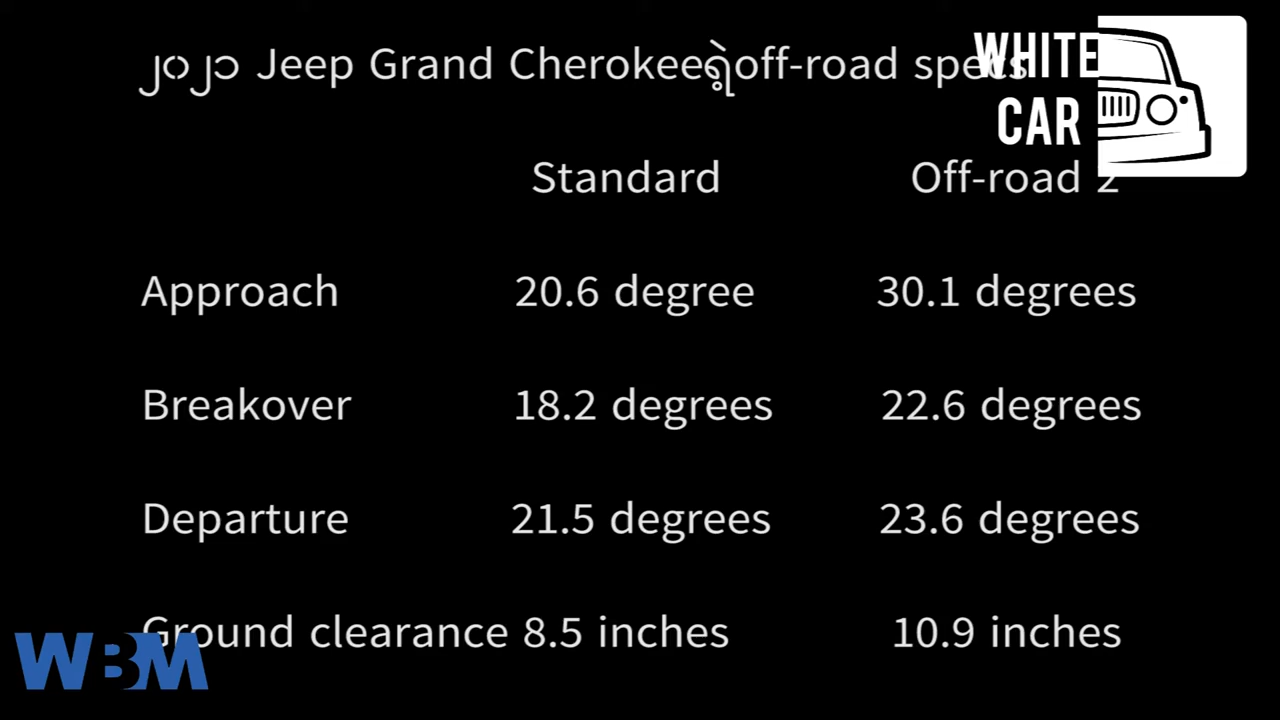 ၂၀၂၁ Jeep Grand Cherokeeရဲ့off-road specs
WHITE
CAR
Standard Off-road 2
Approach 20.6 degree 30.1 degrees
Breakover 18.2 degrees 22.6 degrees
Departure 21.5 degrees 23.6 degrees
Ground clearance 8.5 inches 10.9 inches
WBM